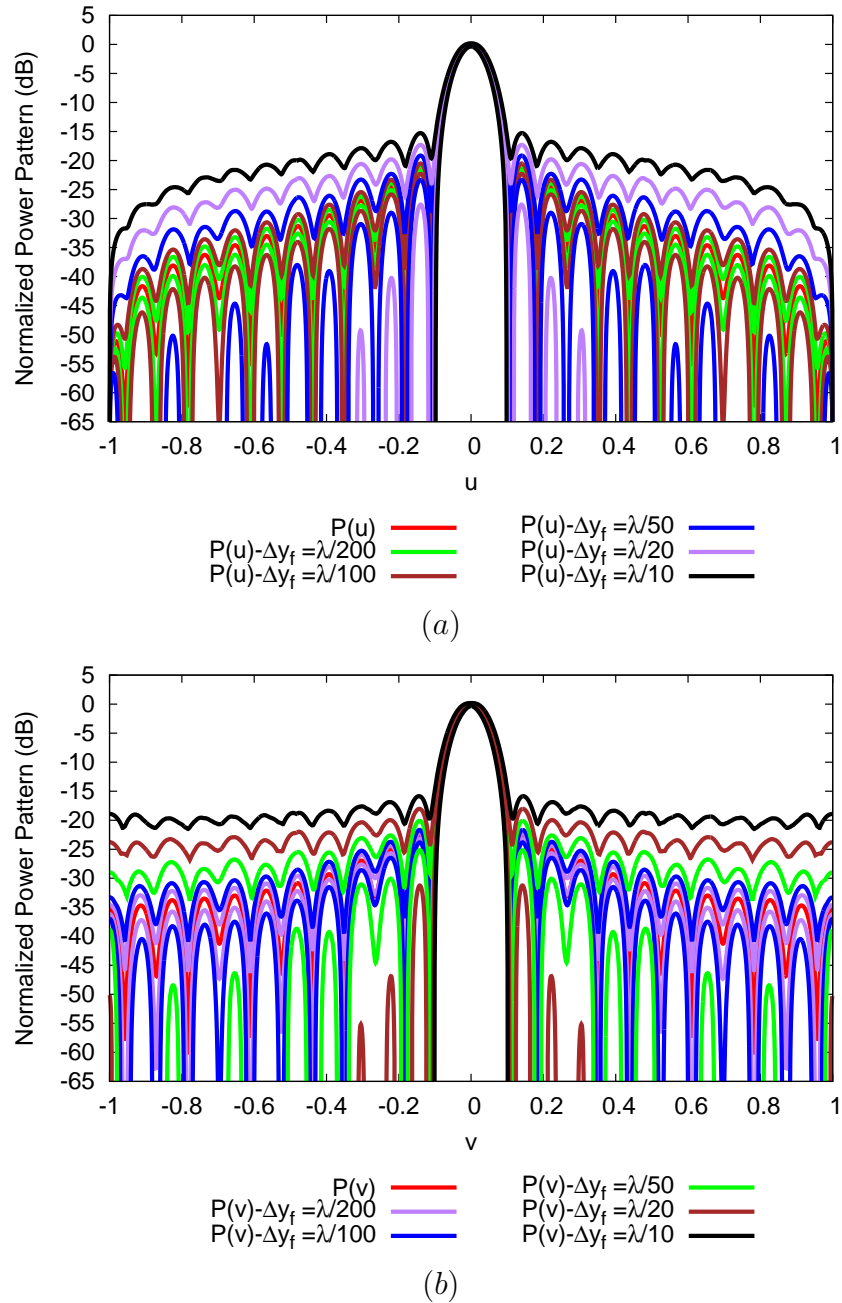 Normalized Power Pattern (dB)
5
0
-5
-10
-15
-20
-25
-30
-35
-40
-45
-50
-55
-60
-65
-1 -0.8 -0.6 -0.4 -0.2 0 0.2 0.4 0.6 0.8 1
u
P(u)
P(u)-Δy_f =λ/200
P(u)-Δy_f =λ/100
P(u)-Δy_f =λ/50
P(u)-Δy_f =λ/20
P(u)-Δy_f =λ/10
(a)
Normalized Power Pattern (dB)
5
0
-5
-10
-15
-20
-25
-30
-35
-40
-45
-50
-55
-60
-65
-1 -0.8 -0.6 -0.4 -0.2 0 0.2 0.4 0.6 0.8 1
v
P(v)
P(v)-Δy_f =λ/200
P(v)-Δy_f =λ/100
P(v)-Δy_f =λ/50
P(v)-Δy_f =λ/20
P(v)-Δy_f =λ/10
(b)